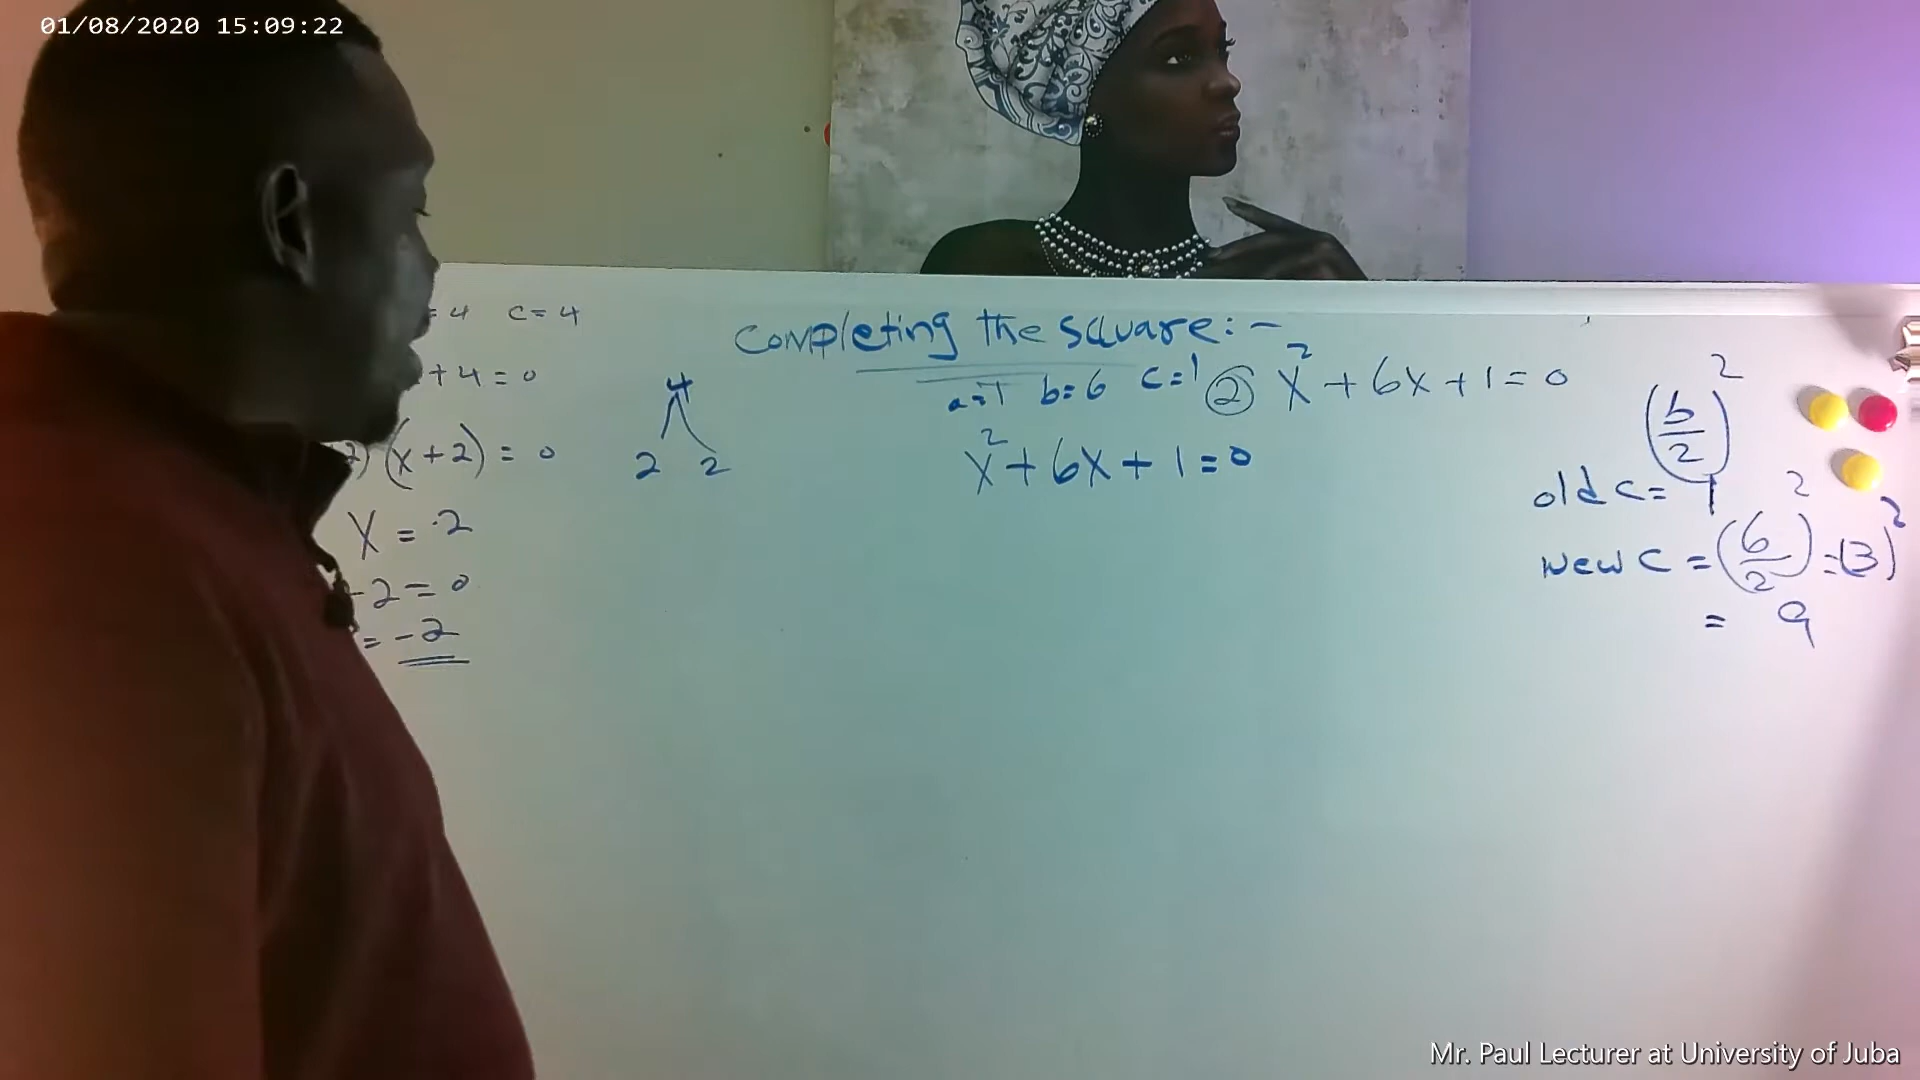 01/08/2020 15:09:22
= 4 c = 4
+ 4 = 0
2) (x + 2) = 0
X = -2
- 2 = 0
= -2
4
2 2
Completing the square: -
a = 1 b = 6 c = 1 ② x² + 6x + 1 = 0
x² + 6x + 1 = 0
(b/2)²
old c = 1
New c = (6/2)² = (3)²
= 9
Mr. Paul Lecturer at University of Juba